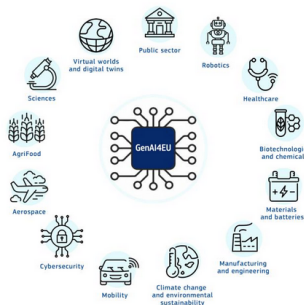 Public sector
Virtual worlds
and digital twins
Robotics
Sciences
Healthcare
GenAI4EU
AgriFood
Biotechnologi
and chemical
Aerospace
Materials
and batteries
Cybersecurity
Manufacturing
and engineering
Mobility
Climate change
and environmental
sustainability